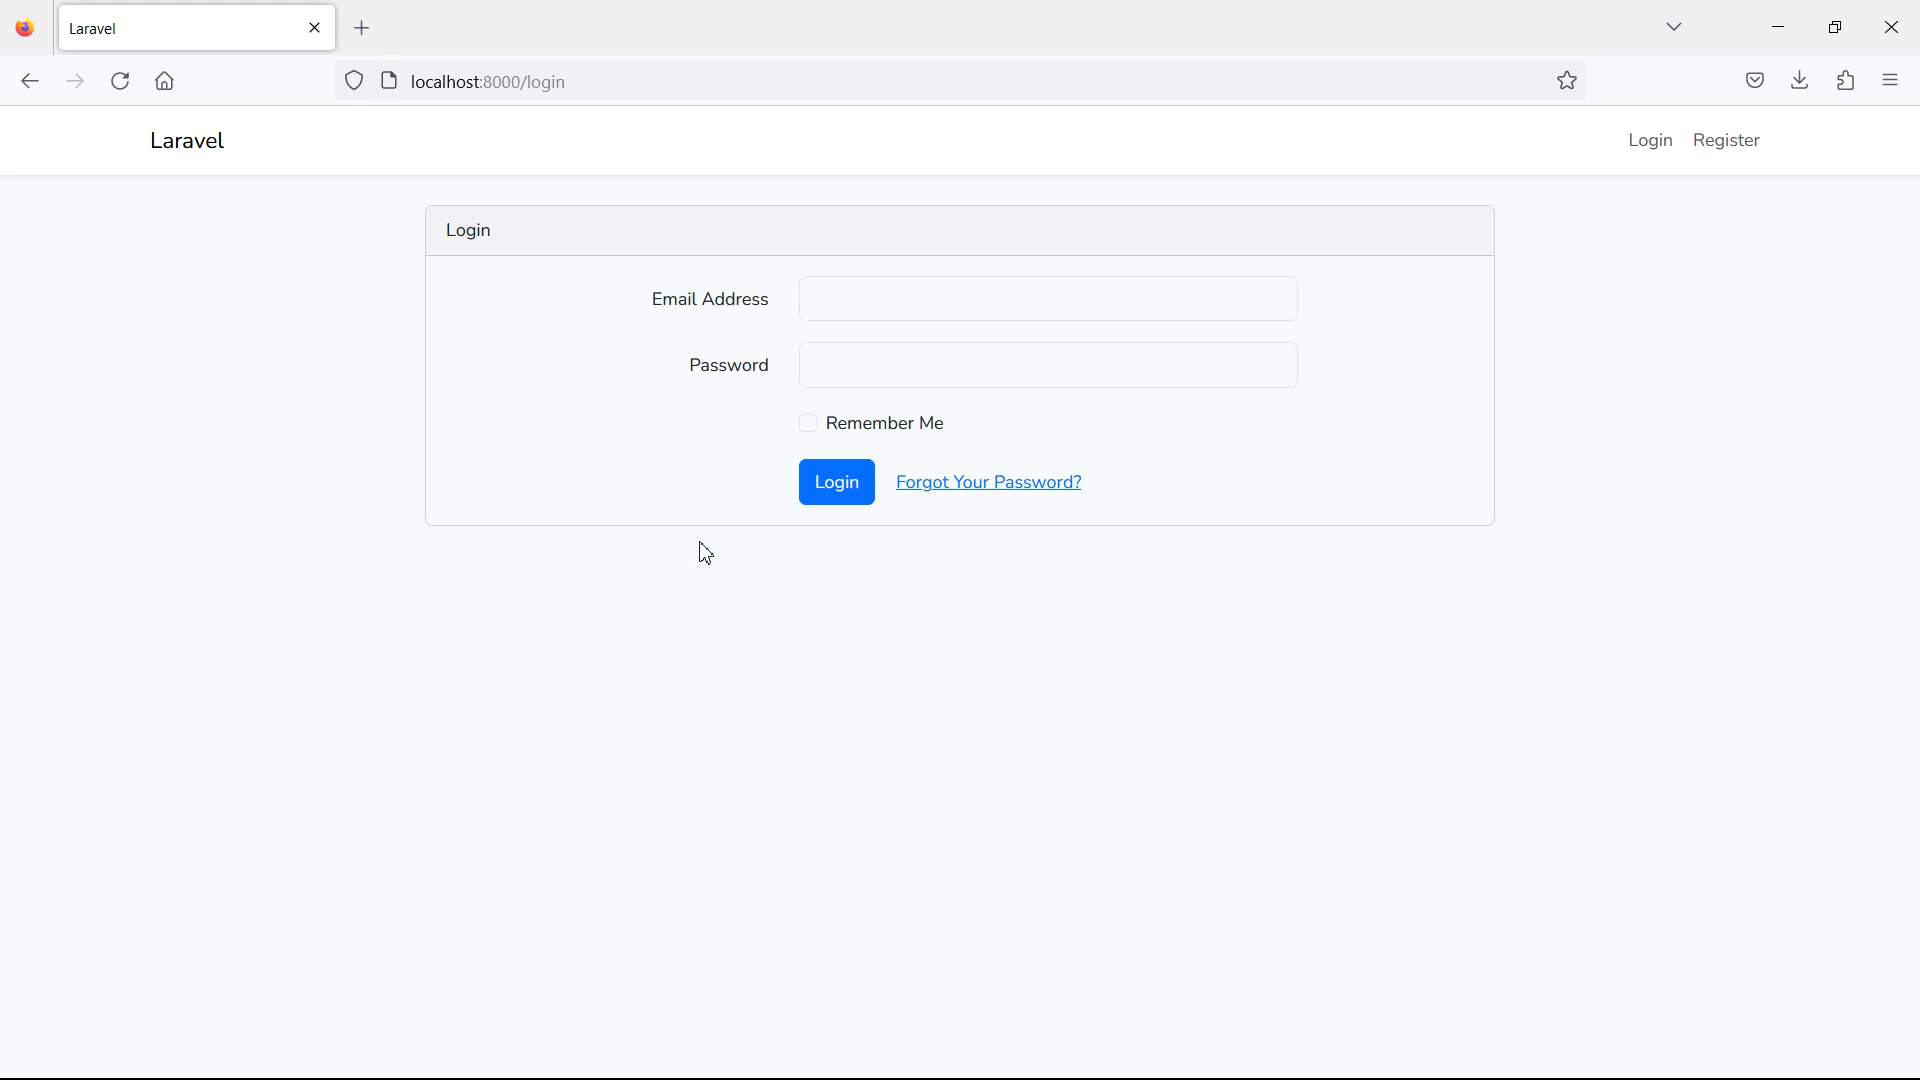 Laravel
localhost:8000/login
Laravel
Login Register
Login
Email Address
Password
Remember Me
Login Forgot Your Password?